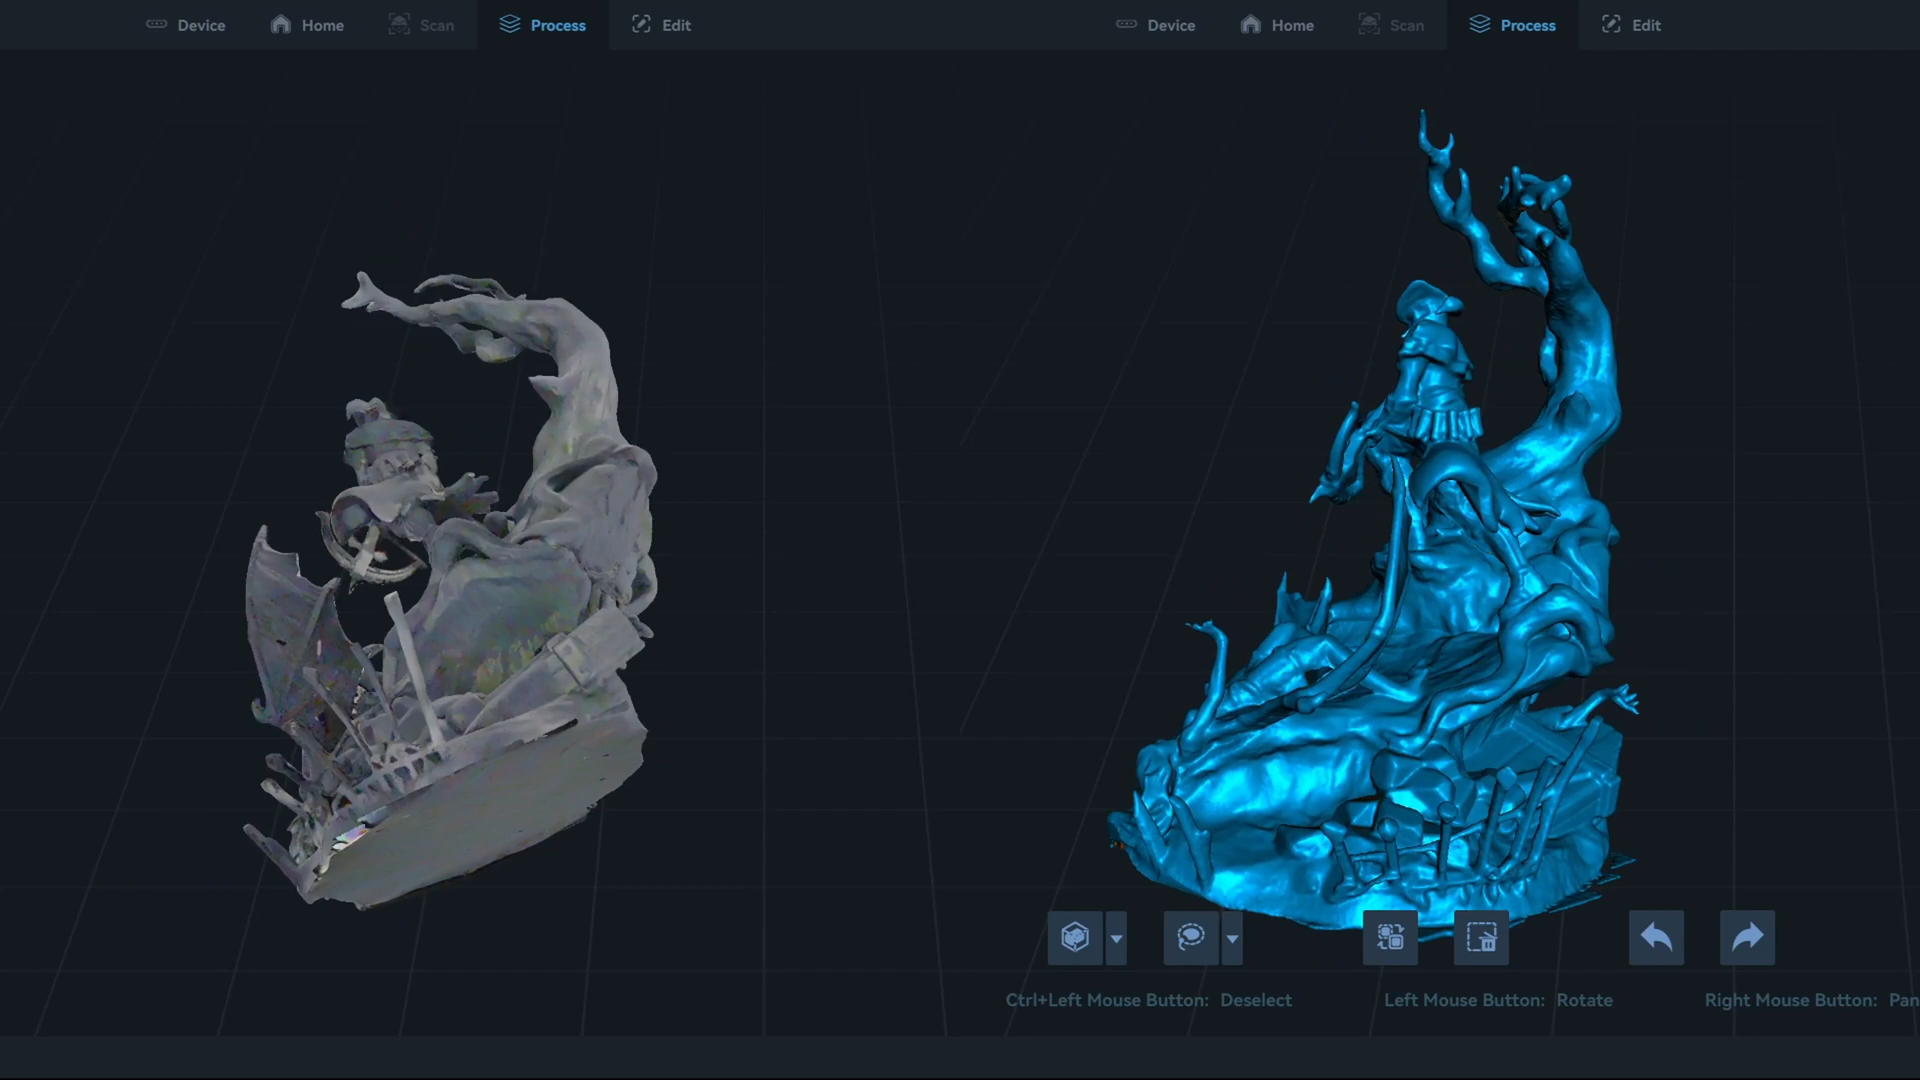 Device Home Scan Process Edit Device Home Scan Process Edit
Ctrl+Left Mouse Button: Deselect Left Mouse Button: Rotate Right Mouse Button: Pan